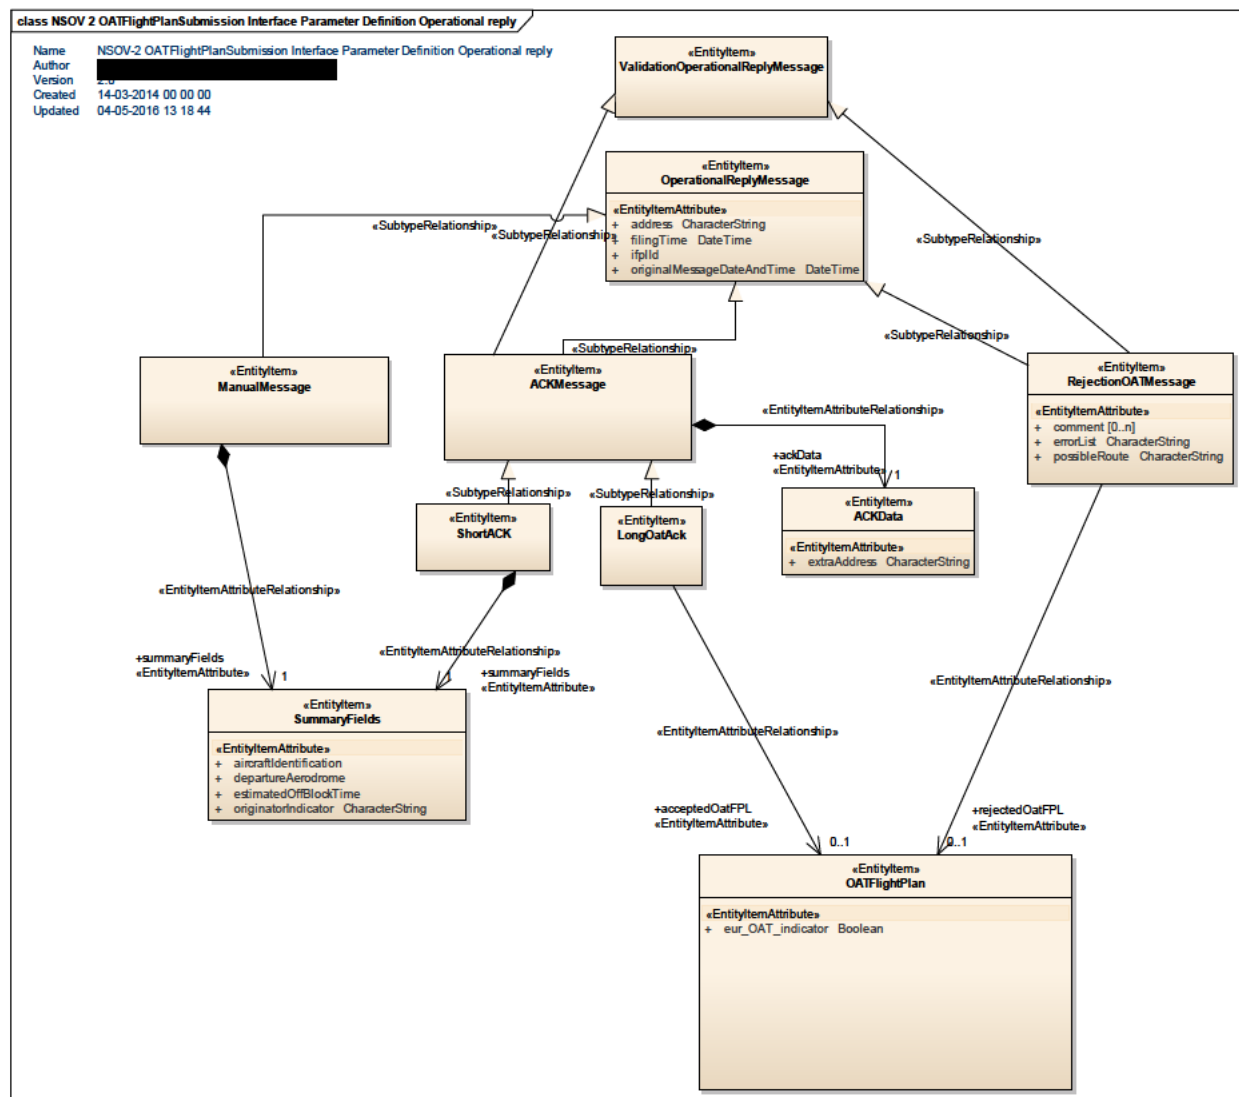 class NSOV 2 OATFlightPlanSubmission Interface Parameter Definition Operational reply
Name NSOV-2 OATFlightPlanSubmission Interface Parameter Definition Operational reply
Author
Version 2.0
Created 14-03-2014 00 00 00
Updated 04-05-2016 13 18 44
«EntityItem»
ValidationOperationalReplyMessage
«EntityItem»
OperationalReplyMessage
«EntityItemAttribute»
+ address CharacterString
+ filingTime DateTime
+ ifplId
+ originalMessageDateAndTime DateTime
«SubtypeRelationship»
«SubtypeRelationship»
«SubtypeRelationship»
«SubtypeRelationship»
«SubtypeRelationship»
«EntityItem»
ManualMessage
«EntityItem»
ACKMessage
«EntityItem»
RejectionOATMessage
«EntityItemAttribute»
+ comment [0..n]
+ errorList CharacterString
+ possibleRoute CharacterString
«EntityItemAttributeRelationship»
+ackData
«EntityItemAttribute»
1
«SubtypeRelationship»
«SubtypeRelationship»
«EntityItem»
ShortACK
«EntityItem»
LongOatAck
«EntityItem»
ACKData
«EntityItemAttribute»
+ extraAddress CharacterString
«EntityItemAttributeRelationship»
«EntityItemAttributeRelationship»
+summaryFields
«EntityItemAttribute»
1
+summaryFields
«EntityItemAttribute»
1
«EntityItemAttributeRelationship»
«EntityItem»
SummaryFields
«EntityItemAttribute»
+ aircraftIdentification
+ departureAerodrome
+ estimatedOffBlockTime
+ originatorIndicator CharacterString
«EntityItemAttributeRelationship»
+acceptedOatFPL
«EntityItemAttribute»
0..1
+rejectedOatFPL
«EntityItemAttribute»
0..1
«EntityItem»
OATFlightPlan
«EntityItemAttribute»
+ eur_OAT_indicator Boolean